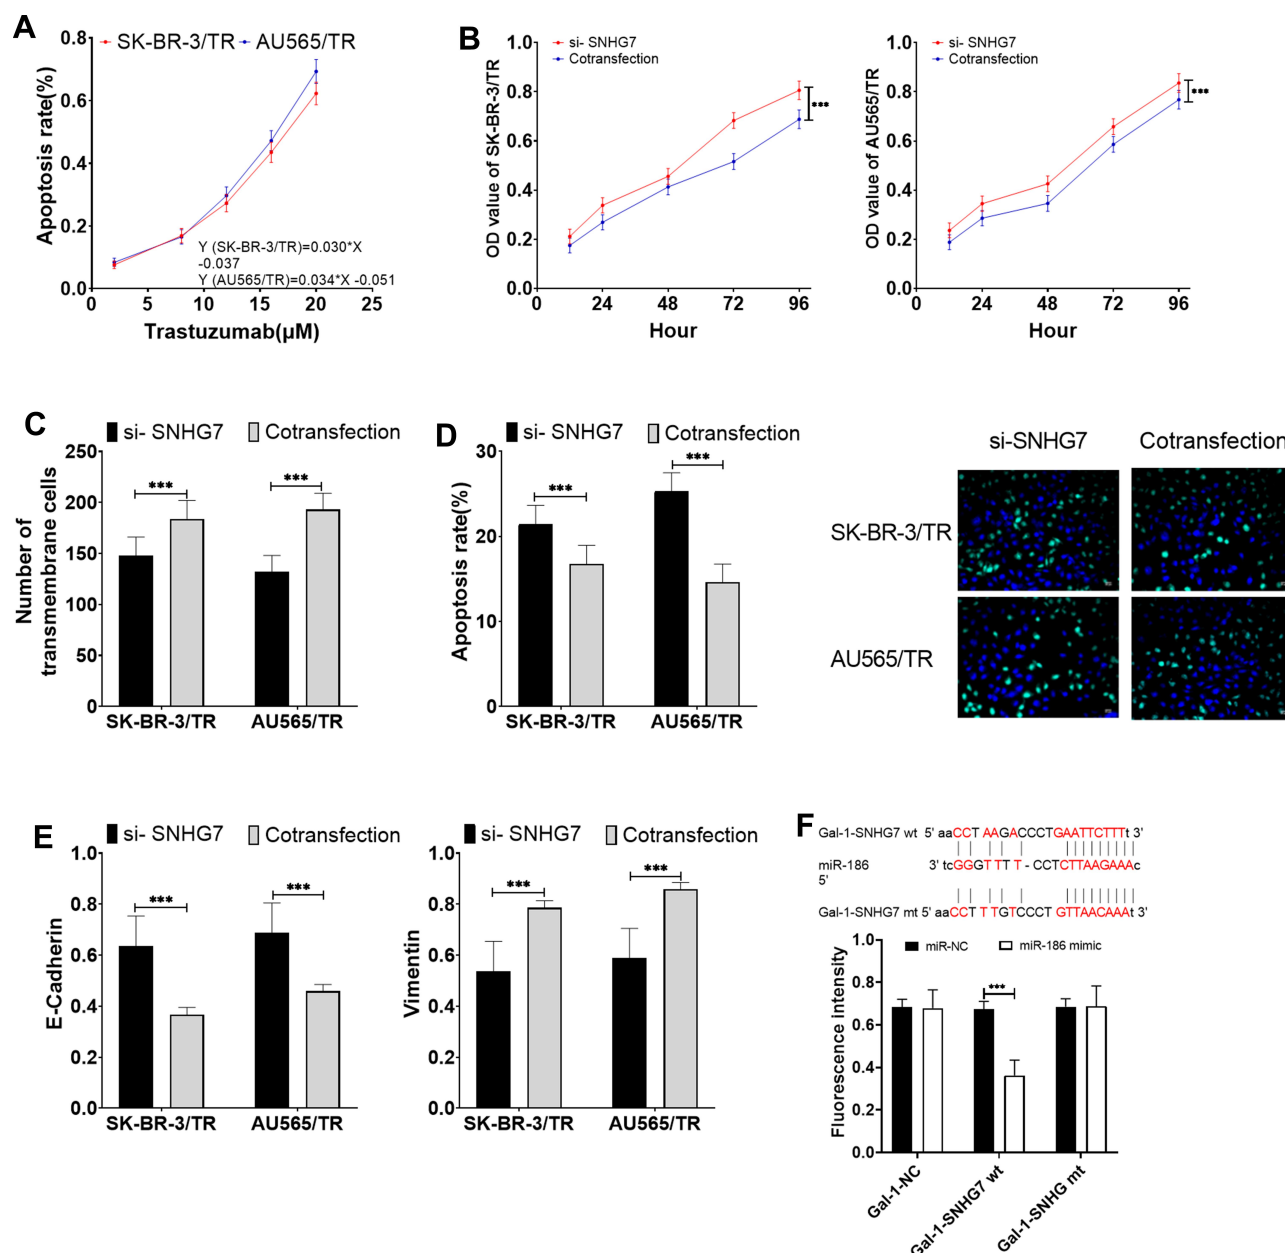 A
SK-BR-3/TR AU565/TR
0.8
0.6
0.4
0.2
0.0
Apoptosis rate(%)
Y (SK-BR-3/TR)=0.030*X
-0.037
Y (AU565/TR)=0.034*X -0.051
0 5 10 15 20 25
Trastuzumab(μM)
B
si- SNHG7
Cotransfection
1.0
0.8
0.6
0.4
0.2
0.0
OD value of SK-BR-3/TR
***
0 24 48 72 96
Hour
si- SNHG7
Cotransfection
1.0
0.8
0.6
0.4
0.2
0.0
OD value of AU565/TR
***
0 24 48 72 96
Hour
C
si- SNHG7 Cotransfection
250
200
150
100
50
0
Number of
transmembrane cells
*** ***
SK-BR-3/TR AU565/TR
D
si- SNHG7 Cotransfection
30
20
10
0
Apoptosis rate(%)
*** ***
SK-BR-3/TR AU565/TR
si-SNHG7 Cotransfection
SK-BR-3/TR
AU565/TR
E
si- SNHG7 Cotransfection
1.0
0.8
0.6
0.4
0.2
0.0
E-Cadherin
*** ***
SK-BR-3/TR AU565/TR
si- SNHG7 Cotransfection
1.0
0.8
0.6
0.4
0.2
0.0
Vimentin
*** ***
SK-BR-3/TR AU565/TR
F
Gal-1-SNHG7 wt 5' aaCCT AAGACCCTGAATTCTTTt 3'
miR-186 3' tcGGGTTT T - CCTCTTAAGAAAc
5'
Gal-1-SNHG7 mt 5' aaCCT T TGTCCCT GTTAACAAAt 3'
miR-NC miR-186 mimic
1.0
0.8
0.6
0.4
0.2
0.0
Fluorescence intensity
***
Gal-1-NC
Gal-1-SNHG7 wt
Gal-1-SNHG mt